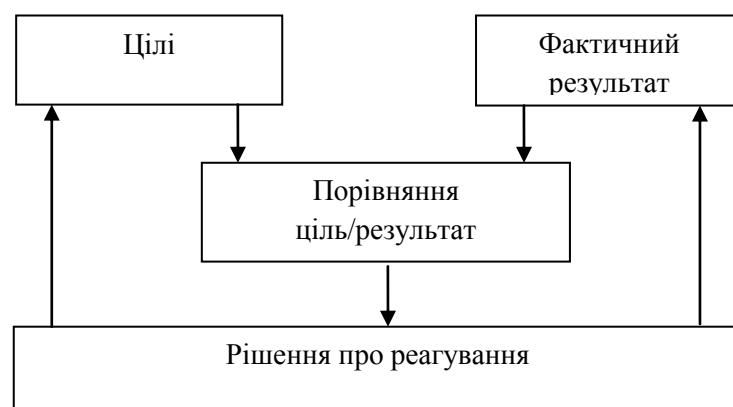 Цілі
Фактичний
результат
Порівняння
ціль/результат
Рішення про реагування